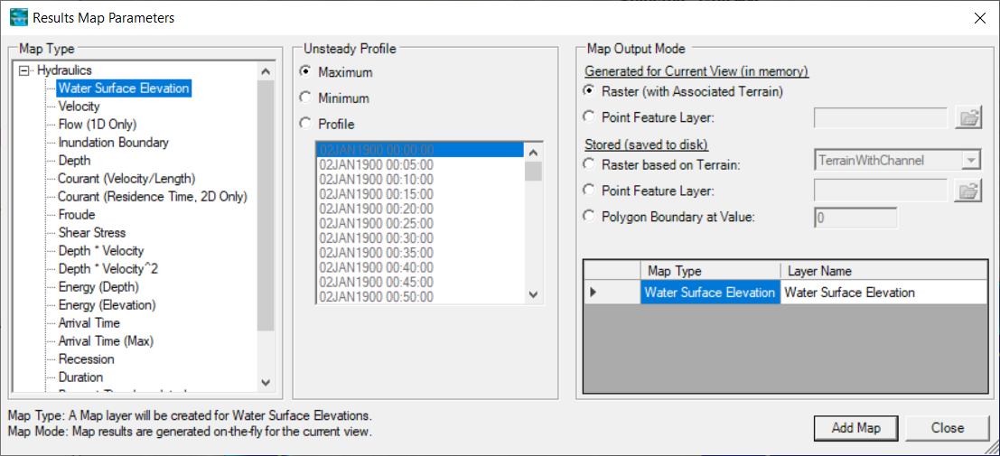 Results Map Parameters
Map Type
Hydraulics
Water Surface Elevation
Velocity
Flow (1D Only)
Inundation Boundary
Depth
Courant (Velocity/Length)
Courant (Residence Time, 2D Only)
Froude
Shear Stress
Depth * Velocity
Depth * Velocity^2
Energy (Depth)
Energy (Elevation)
Arrival Time
Arrival Time (Max)
Recession
Duration
Unsteady Profile
Maximum
Minimum
Profile
02JAN1900 00:00:00
02JAN1900 00:05:00
02JAN1900 00:10:00
02JAN1900 00:15:00
02JAN1900 00:20:00
02JAN1900 00:25:00
02JAN1900 00:30:00
02JAN1900 00:35:00
02JAN1900 00:40:00
02JAN1900 00:45:00
02JAN1900 00:50:00
Map Output Mode
Generated for Current View (in memory)
Raster (with Associated Terrain)
Point Feature Layer:
Stored (saved to disk)
Raster based on Terrain: TerrainWithChannel
Point Feature Layer:
Polygon Boundary at Value: 0
Map Type Layer Name
Water Surface Elevation Water Surface Elevation
Map Type: A Map layer will be created for Water Surface Elevations.
Map Mode: Map results are generated on-the-fly for the current view.
Add Map Close